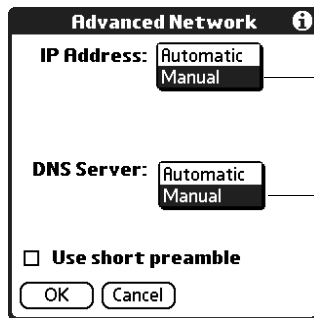 Advanced Network
IP Address: Automatic
Manual
DNS Server: Automatic
Manual
Use short preamble
OK Cancel